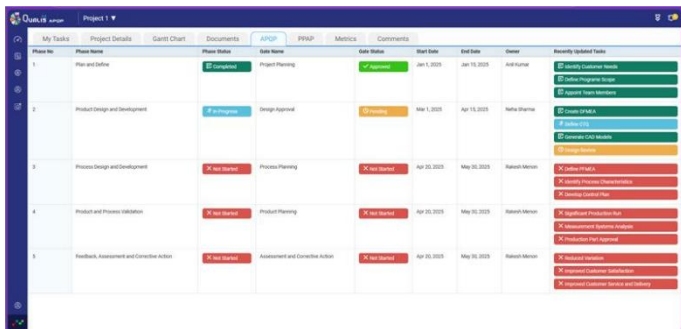 QUALIS APQP
Project 1 ▼
My Tasks Project Details Gantt Chart Documents APQP PPAP Metrics Comments
Phase No Phase Name Phase Status Gate Name Gate Status Start Date End Date Owner Recently Updated Tasks
1 Plan and Define Completed Project Planning Approved Jan 1, 2025 Jan 15, 2025 Anil Kumar Identify Customer Needs
Define Programe Scope
Appoint Team Members
2 Product Design and Development In Progress Design Approval Pending Mar 1, 2025 Apr 15, 2025 Neha Sharma Create DFMEA
Define CTQ
Generate CAD Models
Design Review
3 Process Design and Development Not Started Process Planning Not Started Apr 20, 2025 May 30, 2025 Rakesh Menon Define PFMEA
Identify Process Characteristics
Develop Control Plan
4 Product and Process Validation Not Started Product Planning Not Started Apr 20, 2025 May 30, 2025 Rakesh Menon Significant Production Run
Measurement Systems Analysis
Production Part Approval
5 Feedback, Assessment and Corrective Action Not Started Assessment and Corrective Action Not Started Apr 20, 2025 May 30, 2025 Rakesh Menon Reduced Variation
Improved Customer Satisfaction
Improved Customer Service and Delivery